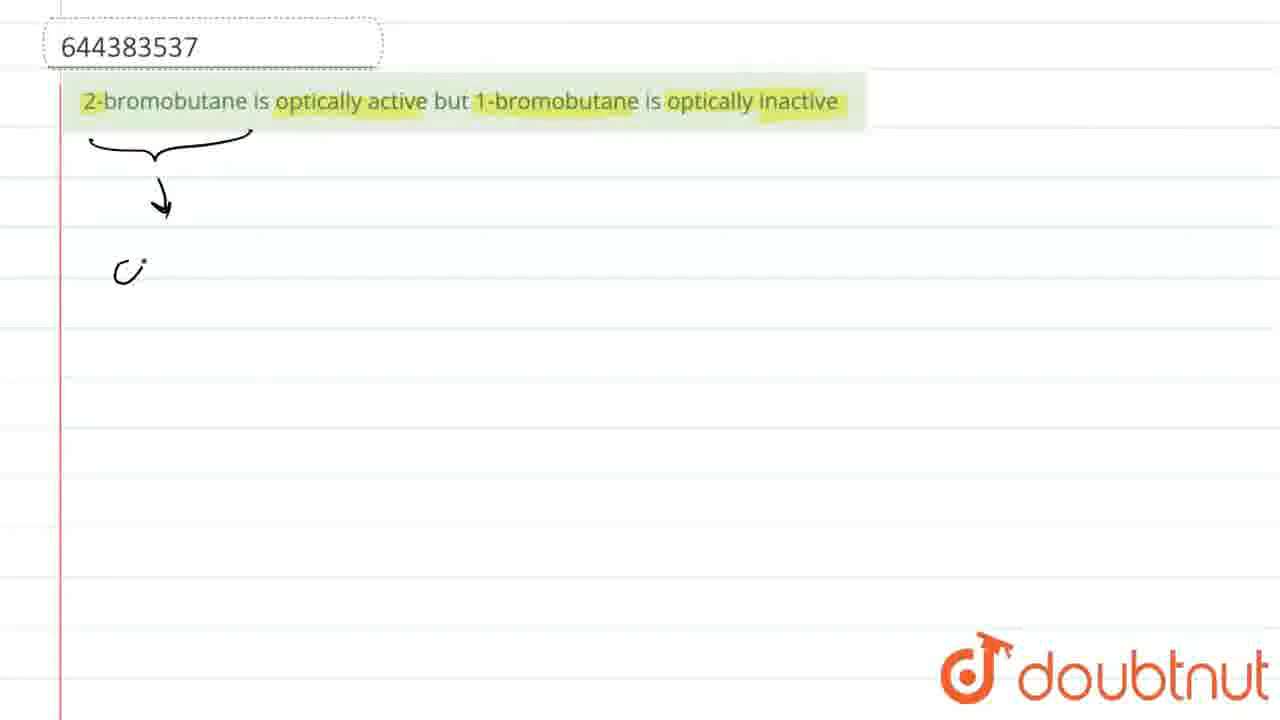 644383537
2-bromobutane is optically active but 1-bromobutane is optically inactive
doubtnut